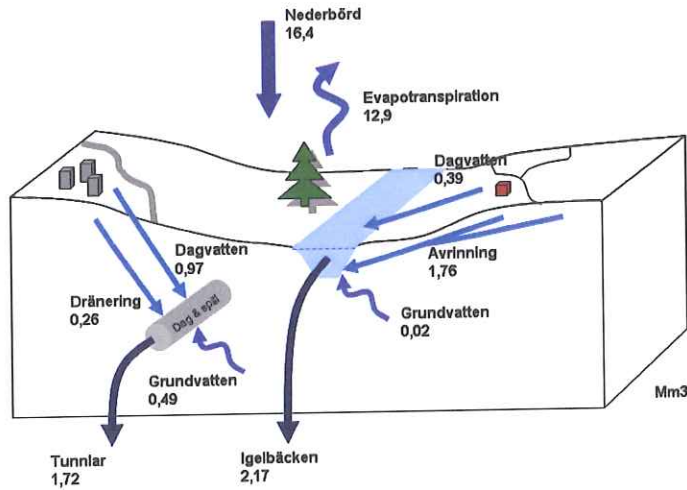 Nederbörd
16,4
Evapotranspiration
12,9
Dagvatten
0,39
Dagvatten
0,97
Avrinning
1,76
Dränering
0,26
Dag & spill
Grundvatten
0,02
Grundvatten
0,49
Mm3
Tunnlar
1,72
Igelbäcken
2,17